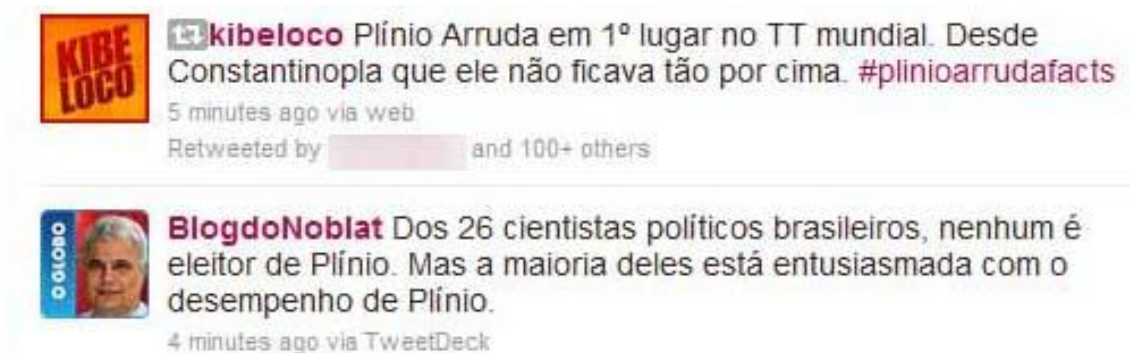 KIBE
LOCO
kibeloco Plínio Arruda em 1º lugar no TT mundial. Desde
Constantinopla que ele não ficava tão por cima. #plinioarrudafacts
5 minutes ago via web
Retweeted by and 100+ others
O GLOBO
BlogdoNoblat Dos 26 cientistas políticos brasileiros, nenhum é
eleitor de Plínio. Mas a maioria deles está entusiasmada com o
desempenho de Plínio.
4 minutes ago via TweetDeck